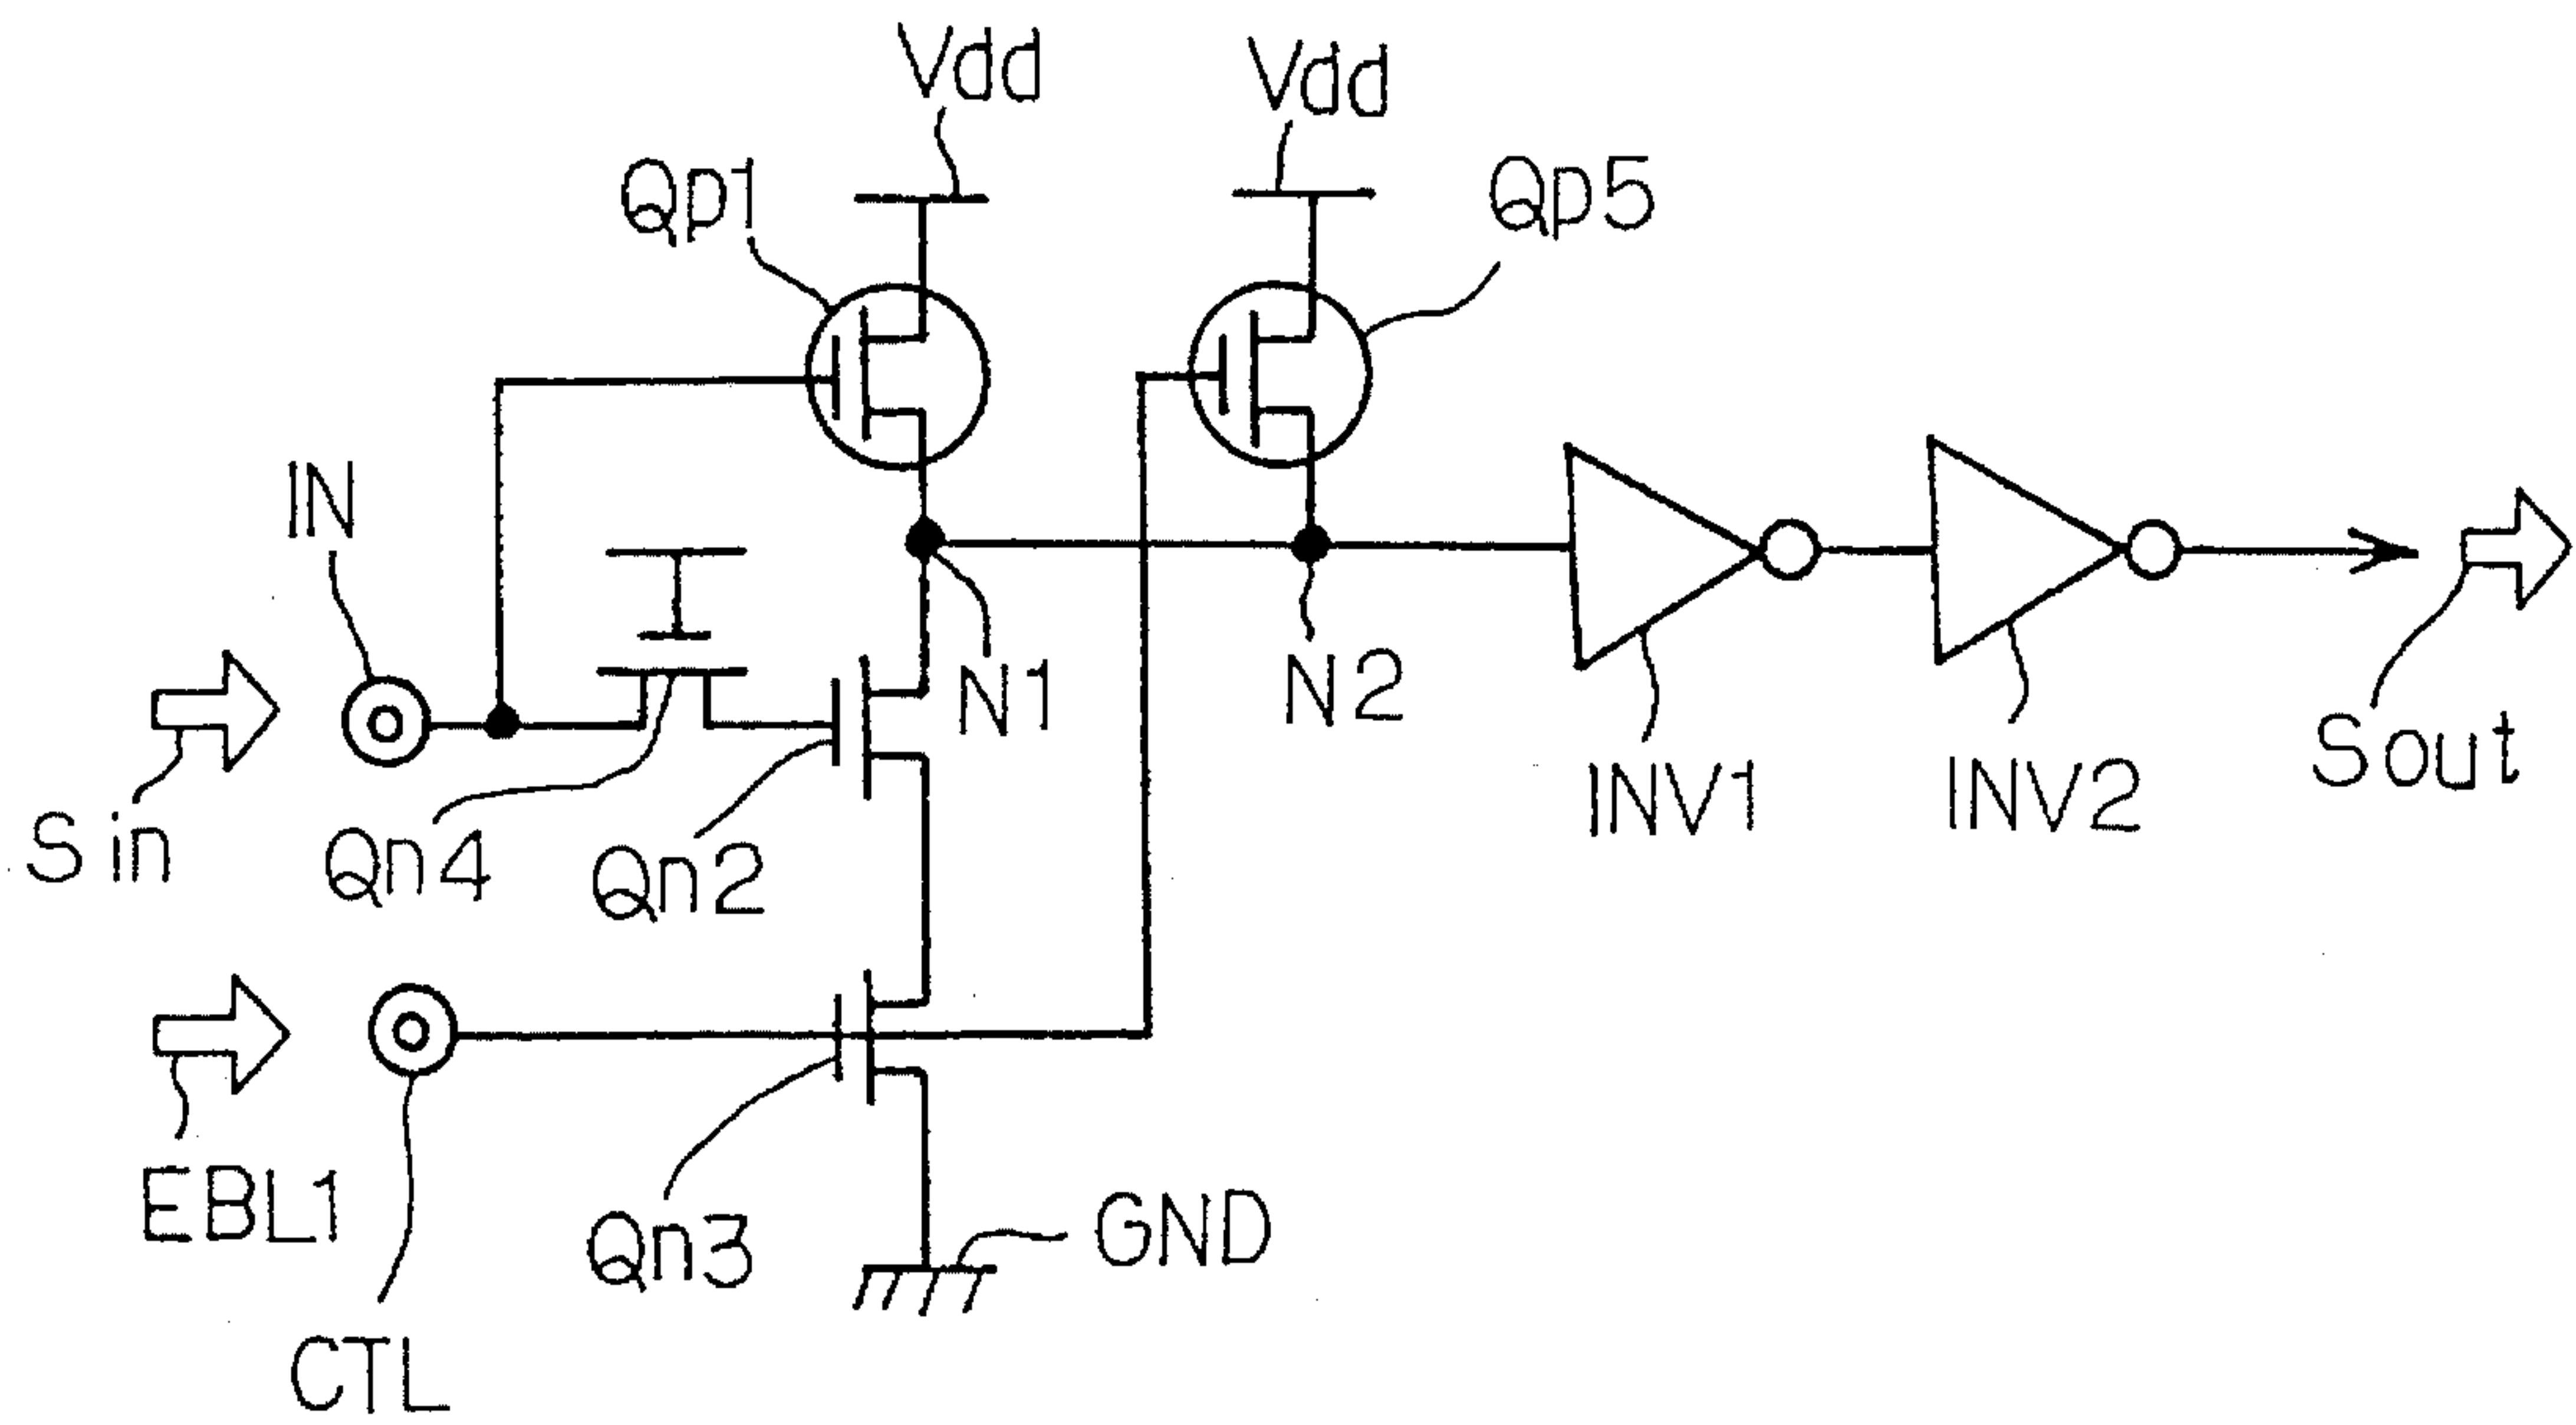 Vdd
Vdd
Qp1
Qp5
IN
N1
N2
Sin
Qn4
Qn2
INV1
INV2
Sout
EBL1
Qn3
GND
CTL